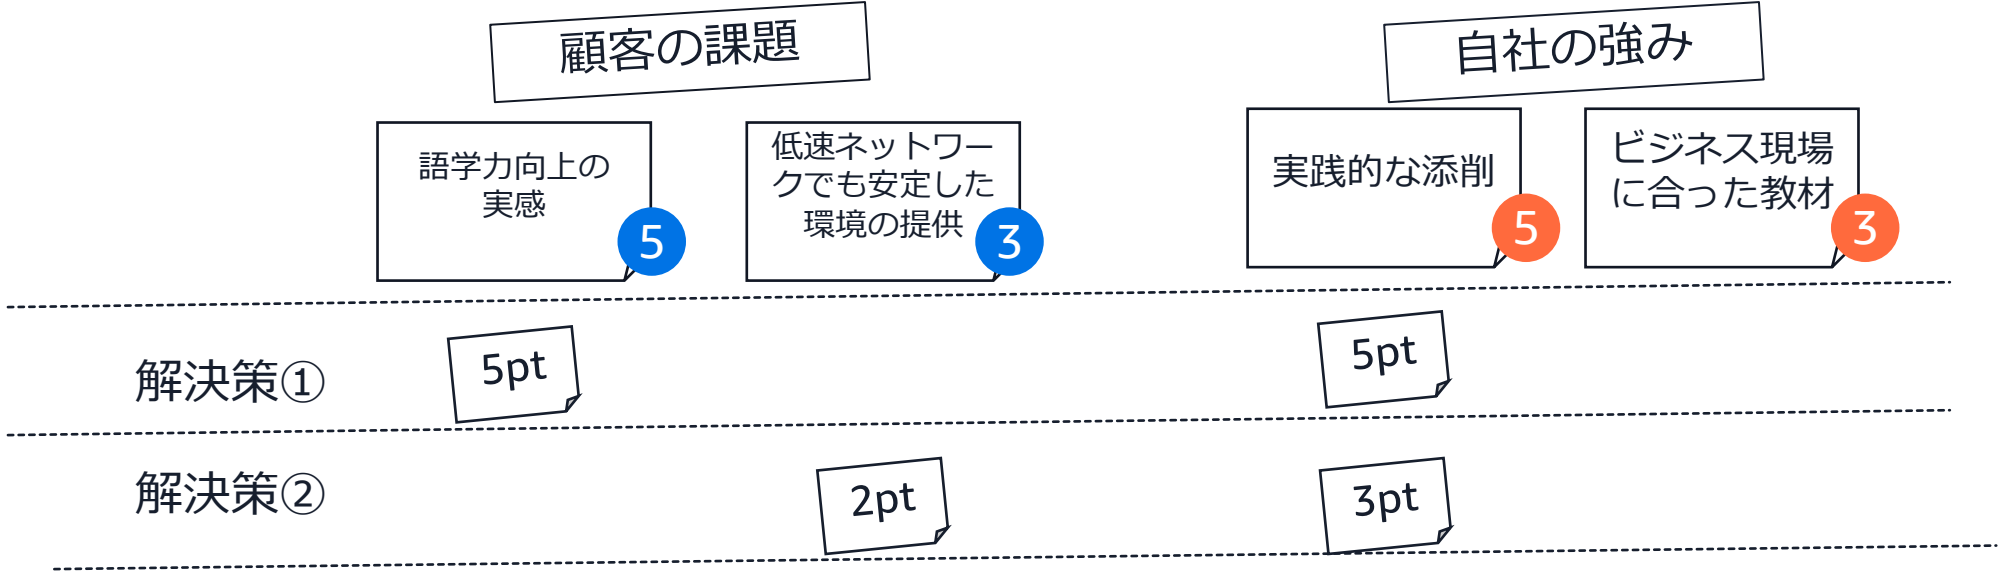 顧客の課題
自社の強み
語学力向上の
実感
5
低速ネットワー
クでも安定した
環境の提供
3
実践的な添削
5
ビジネス現場
に合った教材
3
解決策①
5pt
5pt
解決策②
2pt
3pt